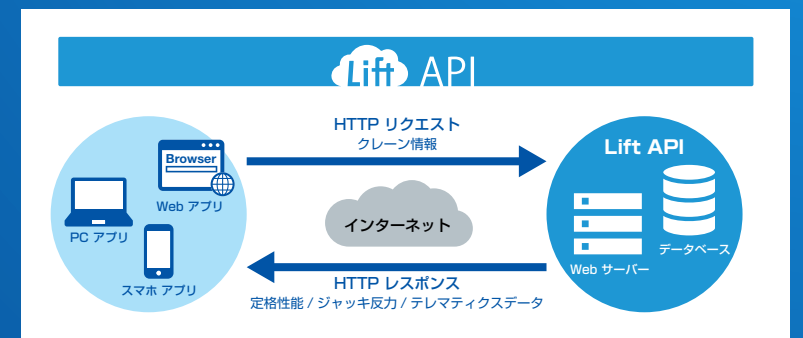 Lift API
HTTP リクエスト
クレーン情報
Browser
Web アプリ
PC アプリ
スマホ アプリ
インターネット
Lift API
データベース
Web サーバー
HTTP レスポンス
定格性能 / ジャッキ反力 / テレマティクスデータ